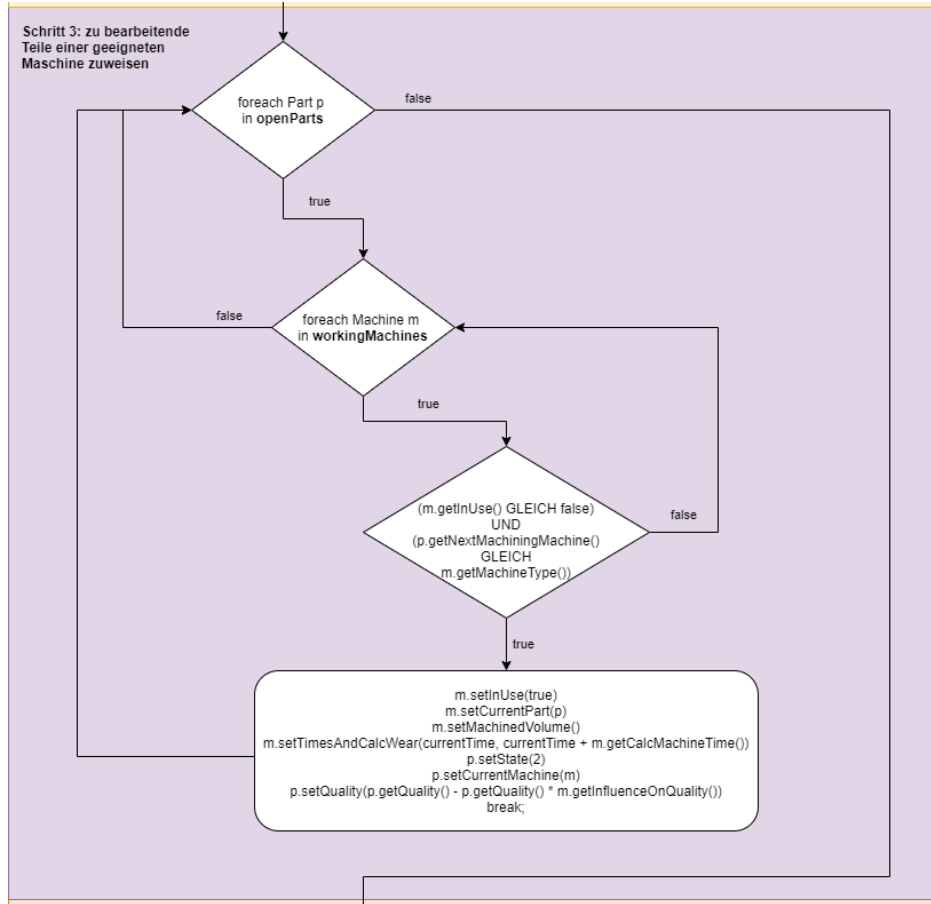 Schritt 3: zu bearbeitende
Teile einer geeigneten
Maschine zuweisen
foreach Part p
in openParts
false
true
foreach Machine m
in workingMachines
false
true
(m.getInUse() GLEICH false)
UND
(p.getNextMachiningMachine()
GLEICH
m.getMachineType())
false
true
m.setInUse(true)
m.setCurrentPart(p)
m.setMachinedVolume()
m.setTimesAndCalcWear(currentTime, currentTime + m.getCalcMachineTime())
p.setState(2)
p.setCurrentMachine(m)
p.setQuality(p.getQuality() - p.getQuality() * m.getInfluenceOnQuality())
break;